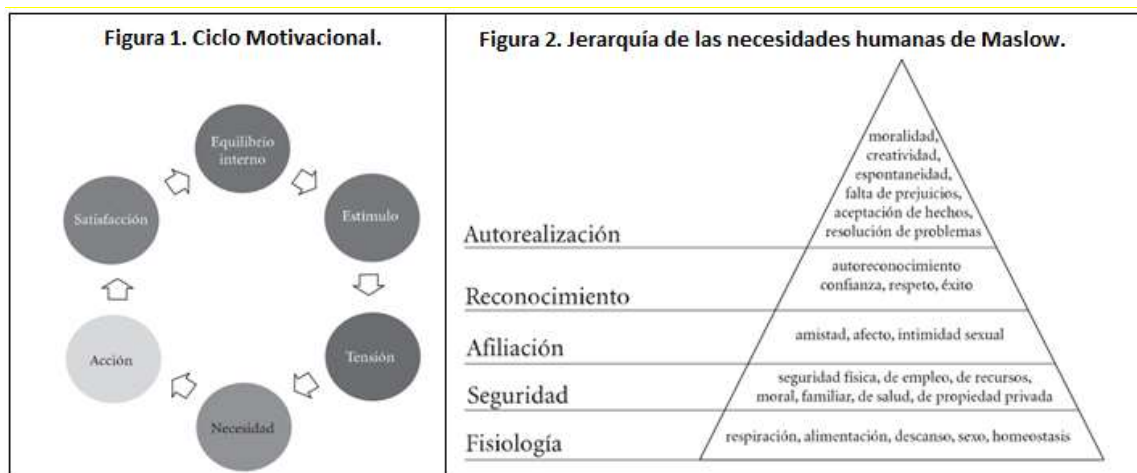 Figura 1. Ciclo Motivacional.
Equilibrio
interno
Estímulo
Tensión
Necesidad
Acción
Satisfacción
Figura 2. Jerarquía de las necesidades humanas de Maslow.
moralidad,
creatividad,
espontaneidad,
falta de prejuicios,
aceptación de hechos,
resolución de problemas
Autorealización
autoreconocimiento
confianza, respeto, éxito
Reconocimiento
amistad, afecto, intimidad sexual
Afiliación
seguridad física, de empleo, de recursos,
moral, familiar, de salud, de propiedad privada
Seguridad
respiración, alimentación, descanso, sexo, homeostasis
Fisiología